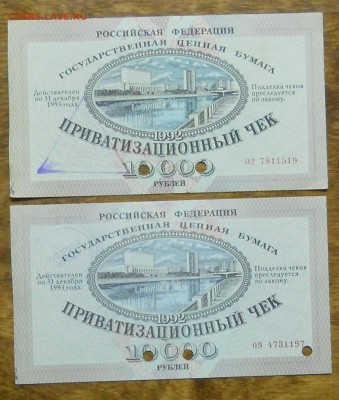 РОССИЙСКАЯ ФЕДЕРАЦИЯ
ГОСУДАРСТВЕННАЯ ЦЕННАЯ БУМАГА
Действителен
по 31 декабря
1993 года.
Подделка чеков
преследуется
по закону.
1992
ПРИВАТИЗАЦИОННЫЙ ЧЕК
02 7811519
10000
РУБЛЕЙ
РОССИЙСКАЯ ФЕДЕРАЦИЯ
ГОСУДАРСТВЕННАЯ ЦЕННАЯ БУМАГА
Действителен
по 31 декабря
1993 года.
Подделка чеков
преследуется
по закону.
1992
ПРИВАТИЗАЦИОННЫЙ ЧЕК
09 4731197
10000
РУБЛЕЙ